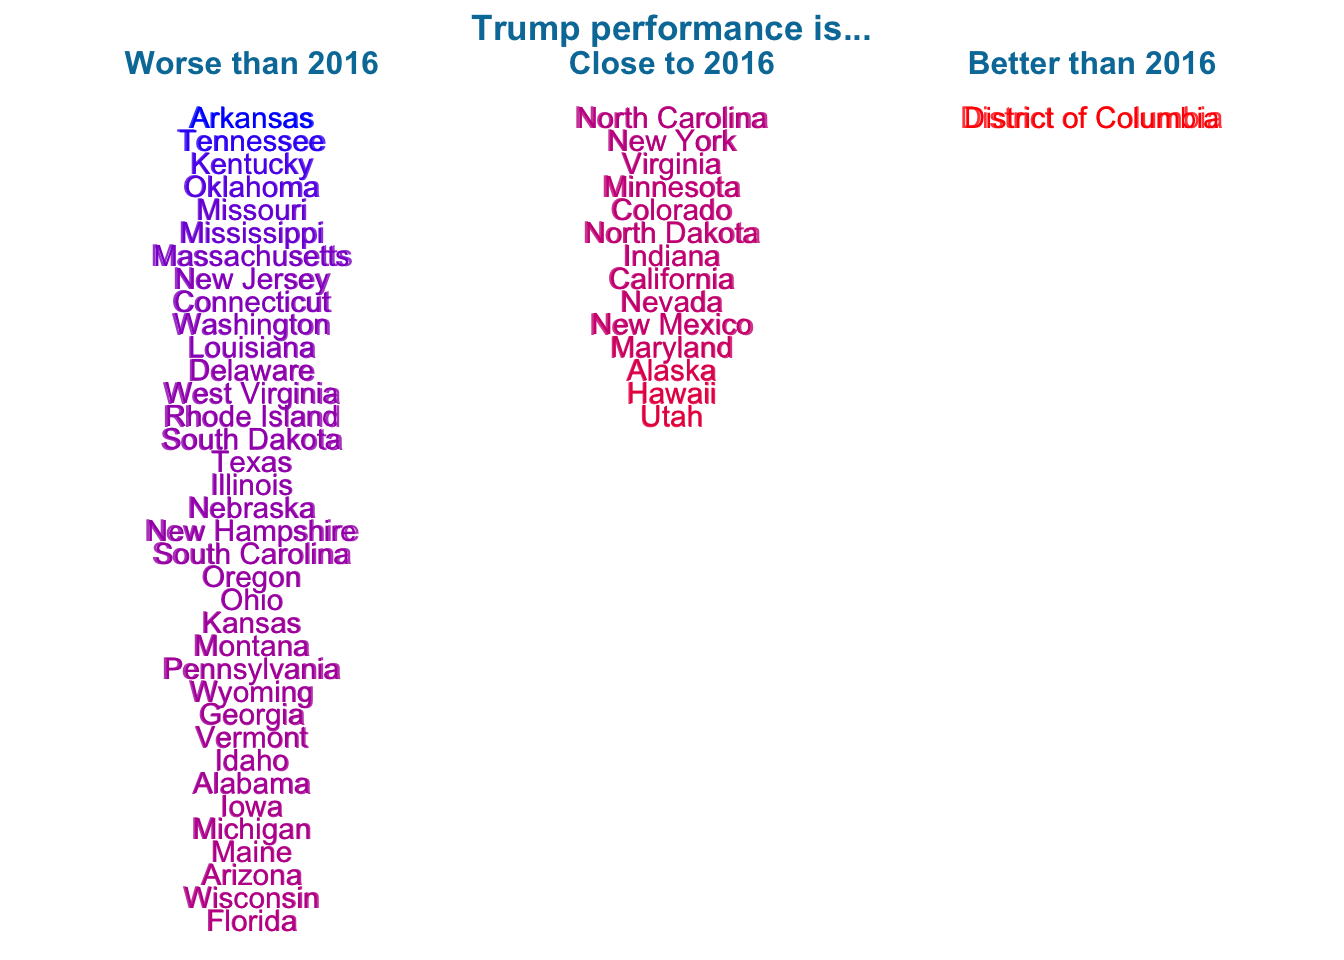 Trump performance is...
Worse than 2016
Close to 2016
Better than 2016
Arkansas
Tennessee
Kentucky
Oklahoma
Missouri
Mississippi
Massachusetts
New Jersey
Connecticut
Washington
Louisiana
Delaware
West Virginia
Rhode Island
South Dakota
Texas
Illinois
Nebraska
New Hampshire
South Carolina
Oregon
Ohio
Kansas
Montana
Pennsylvania
Wyoming
Georgia
Vermont
Idaho
Alabama
Iowa
Michigan
Maine
Arizona
Wisconsin
Florida
North Carolina
New York
Virginia
Minnesota
Colorado
North Dakota
Indiana
California
Nevada
New Mexico
Maryland
Alaska
Hawaii
Utah
District of Columbia